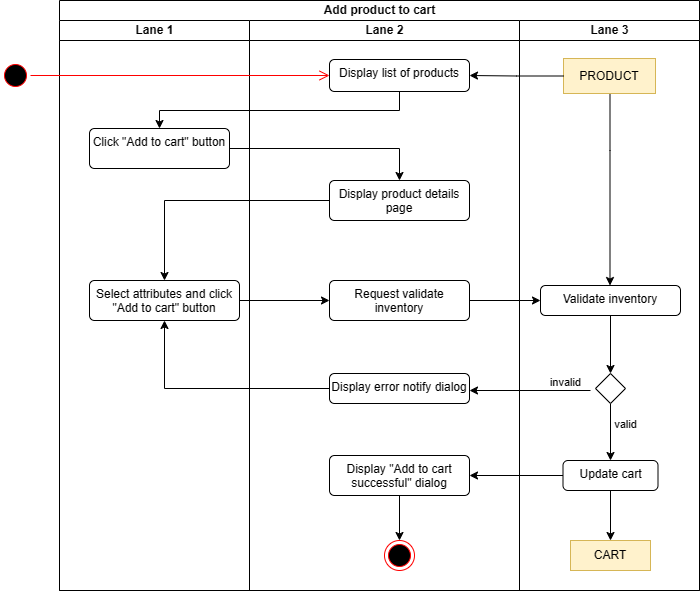 Add product to cart
Lane 1
Lane 2
Lane 3
Display list of products
PRODUCT
Click "Add to cart" button
Display product details
page
Select attributes and click
"Add to cart" button
Request validate
inventory
Validate inventory
Display error notify dialog
invalid
valid
Display "Add to cart
successful" dialog
Update cart
CART